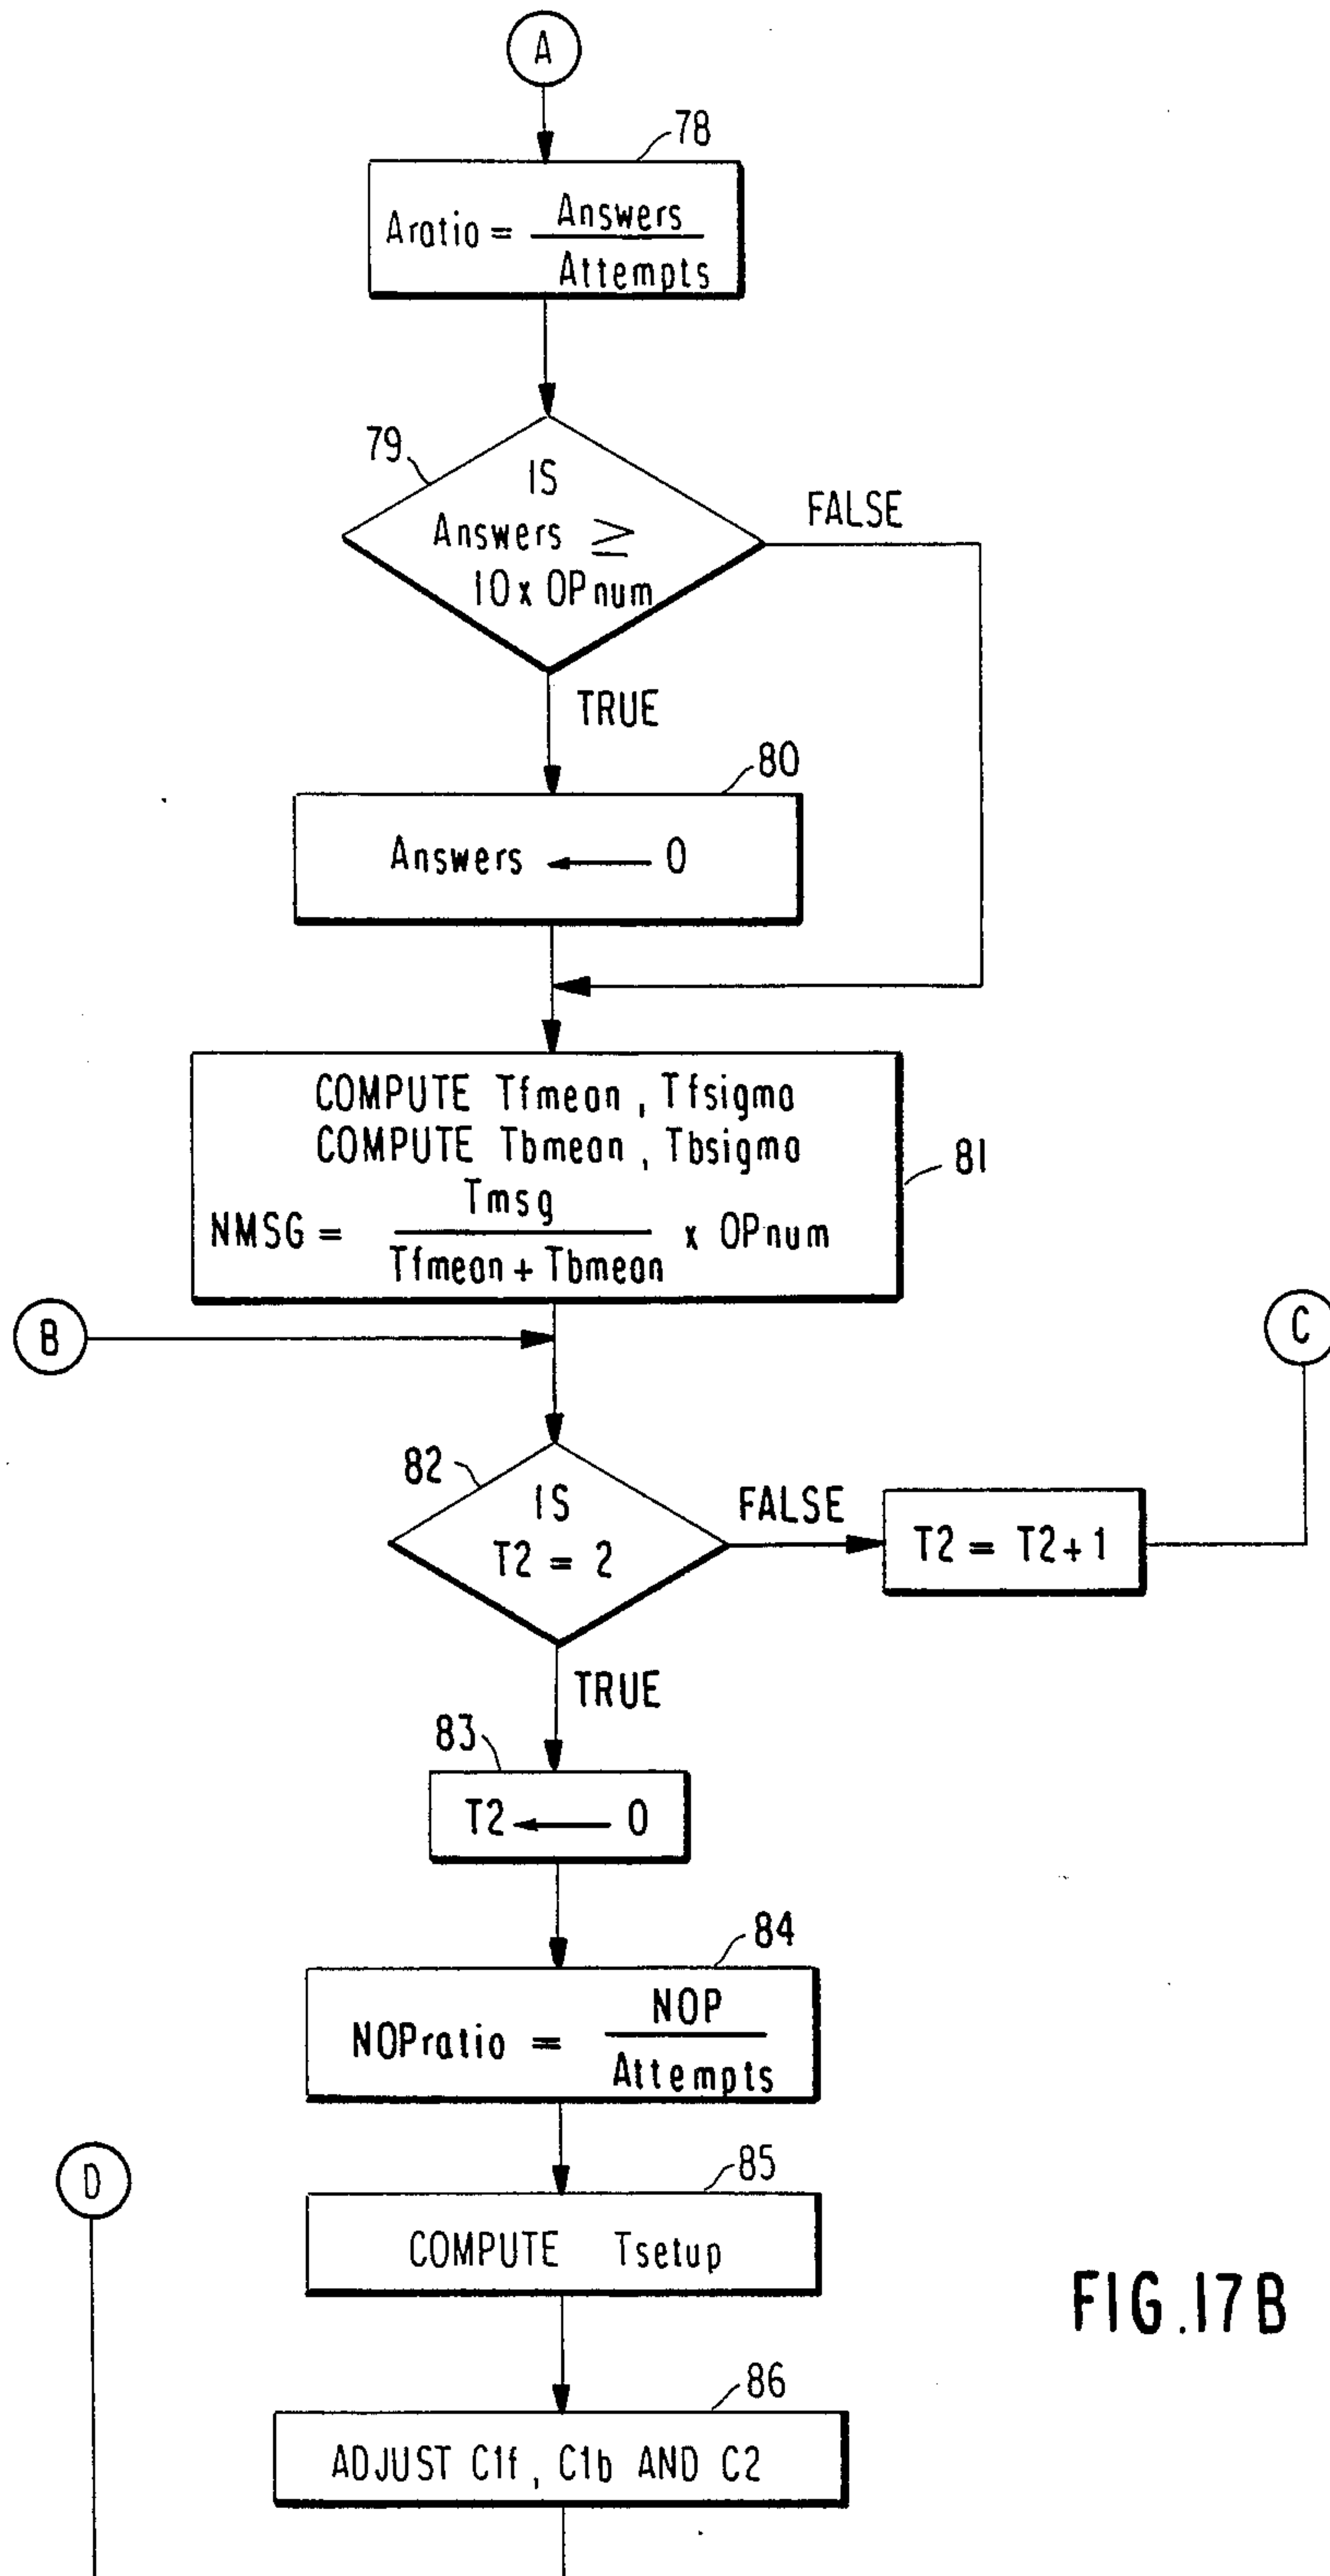 A
78
Aratio = Answers
Attempts
79
IS
Answers ≥
10 x OPnum
FALSE
TRUE
80
Answers ← 0
COMPUTE Tfmean, Tfsigma
COMPUTE Tbmean, Tbsigma
NMSG = Tmsg
Tfmean + Tbmean x OPnum
81
B
C
82
IS
T2 = 2
FALSE
T2 = T2+1
TRUE
83
T2 ← 0
84
NOPratio = NOP
Attempts
D
85
COMPUTE Tsetup
FIG.17B
86
ADJUST C1f, C1b AND C2